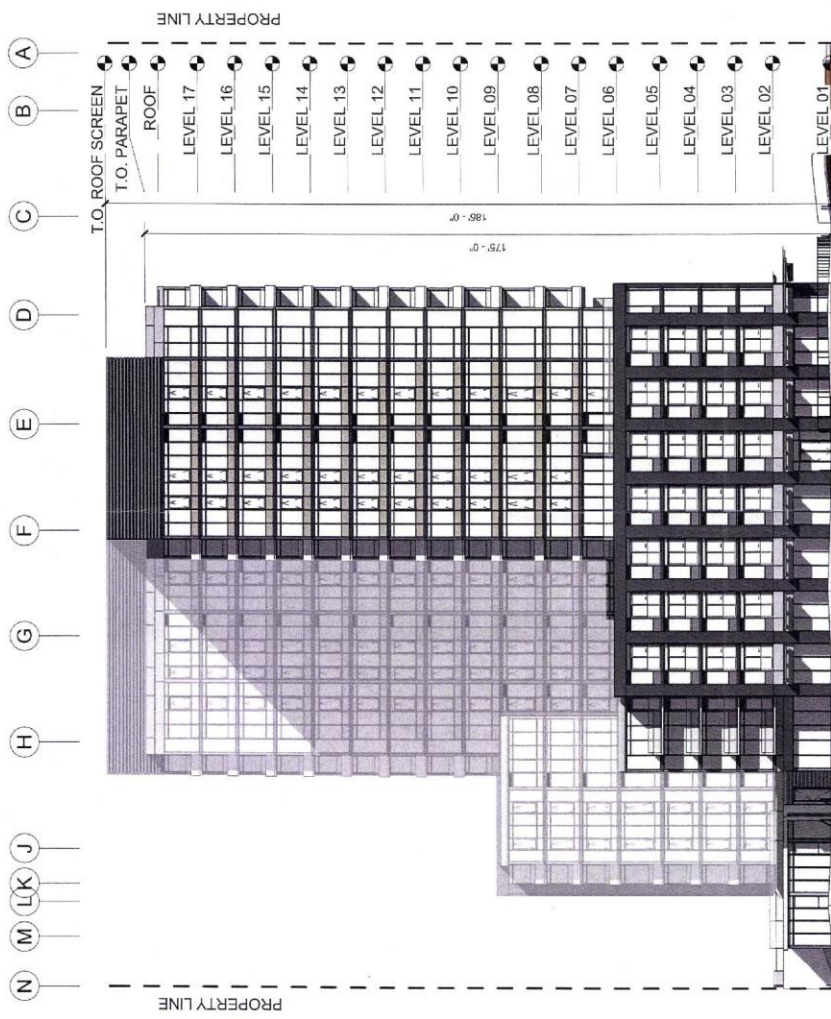 N
M
L
K
J
H
G
F
E
D
C
B
A
PROPERTY LINE
PROPERTY LINE
T.O. ROOF SCREEN
T.O. PARAPET
ROOF
LEVEL 17
LEVEL 16
LEVEL 15
LEVEL 14
LEVEL 13
LEVEL 12
LEVEL 11
LEVEL 10
LEVEL 09
LEVEL 08
LEVEL 07
LEVEL 06
LEVEL 05
LEVEL 04
LEVEL 03
LEVEL 02
LEVEL 01
185' - 0"
175' - 0"